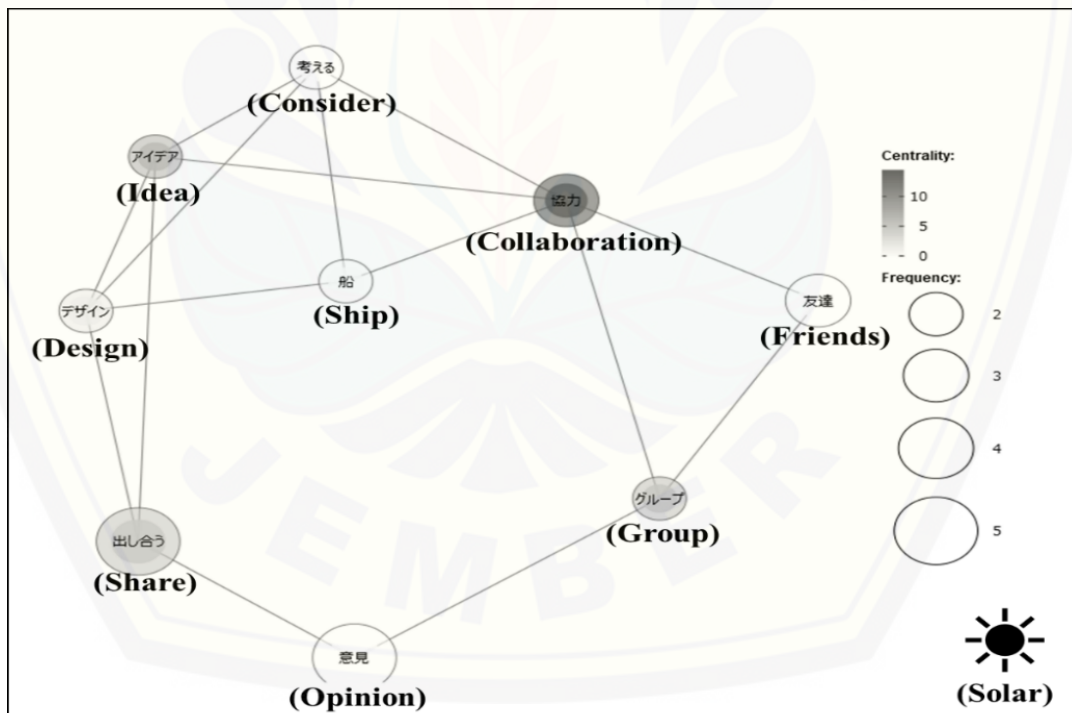 考える
(Consider)
アイデア
(Idea)
協力
(Collaboration)
船
(Ship)
デザイン
(Design)
友達
(Friends)
グループ
(Group)
出し合う
(Share)
意見
(Opinion)
Centrality:
10
5
0
Frequency:
2
3
4
5
(Solar)
JEMBER